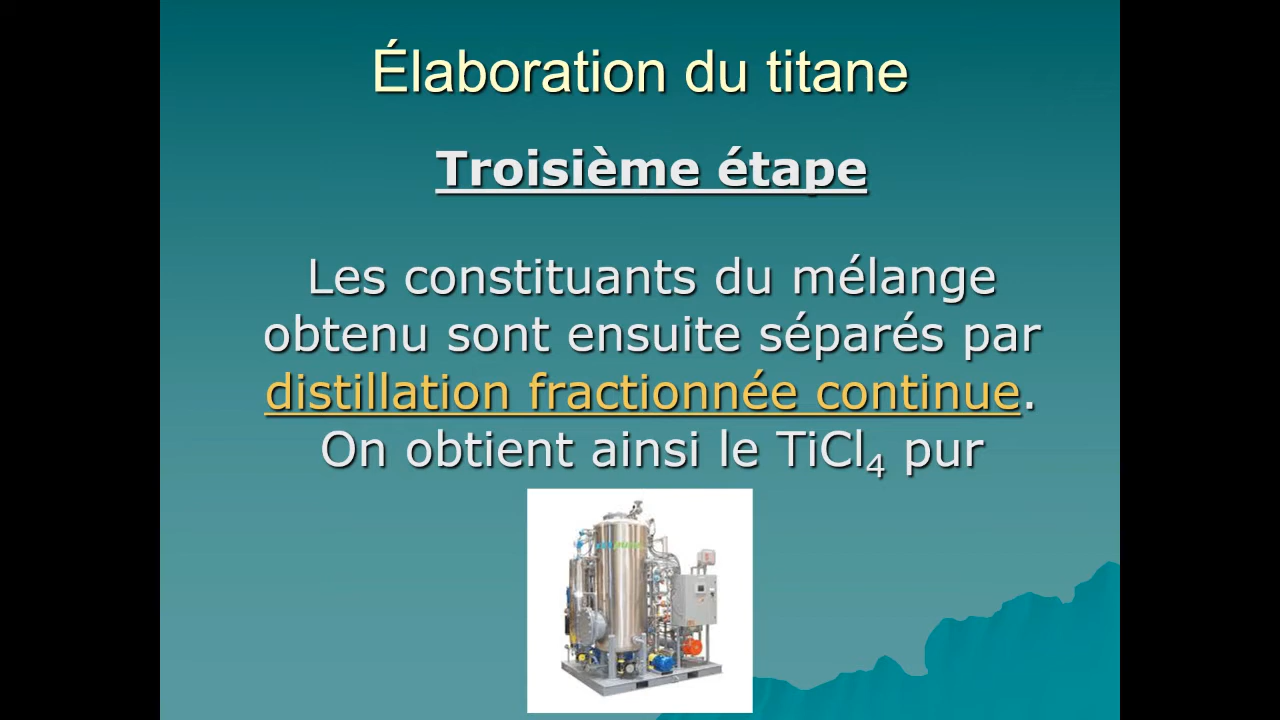 Élaboration du titane
Troisième étape
Les constituants du mélange
obtenu sont ensuite séparés par
distillation fractionnée continue.
On obtient ainsi le TiCl₄ pur